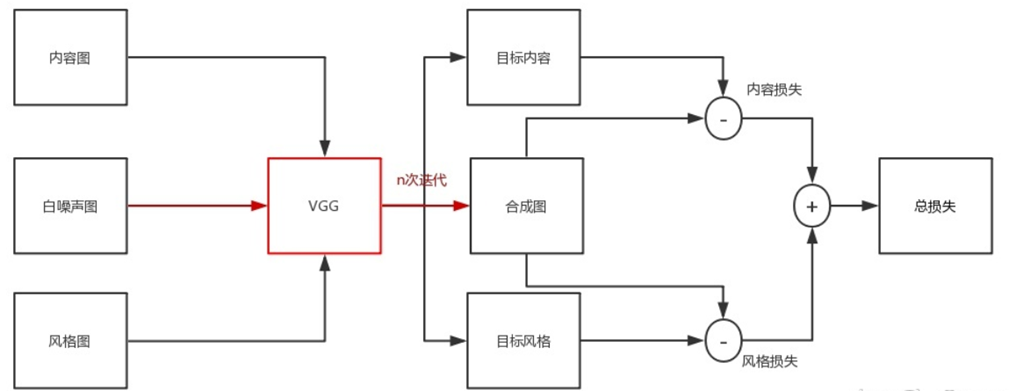 内容图
目标内容
内容损失
白噪声图
VGG
n次迭代
合成图
-
+
总损失
风格图
目标风格
-
风格损失